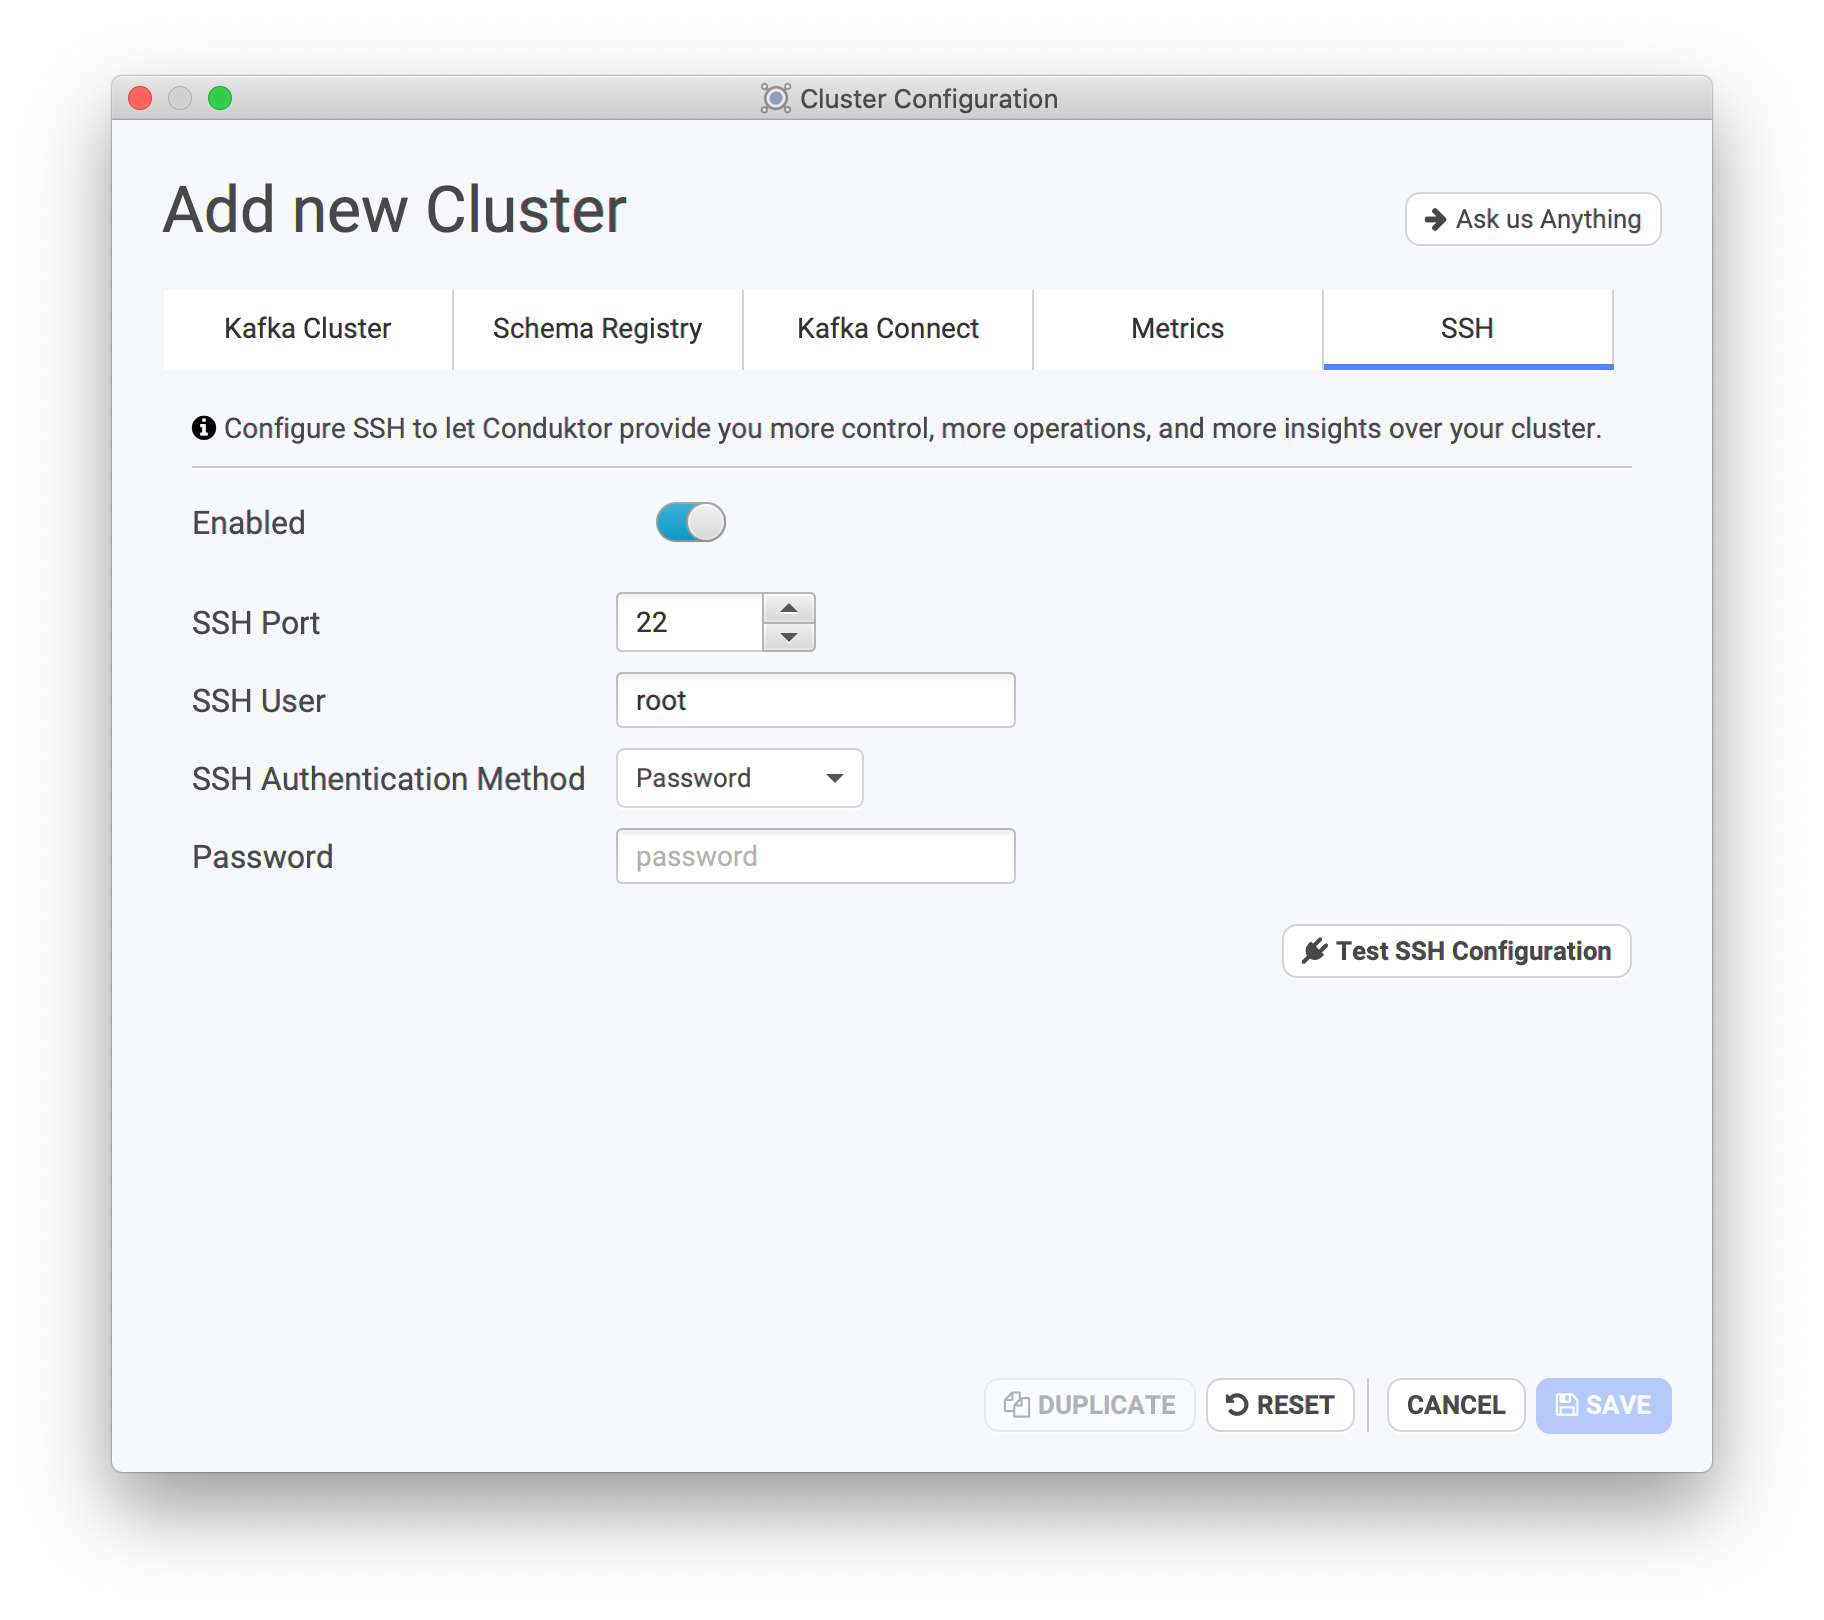 Cluster Configuration
Add new Cluster
Ask us Anything
Kafka Cluster
Schema Registry
Kafka Connect
Metrics
SSH
Configure SSH to let Conduktor provide you more control, more operations, and more insights over your cluster.
Enabled
SSH Port
22
SSH User
root
SSH Authentication Method
Password
Password
password
Test SSH Configuration
DUPLICATE
RESET
CANCEL
SAVE